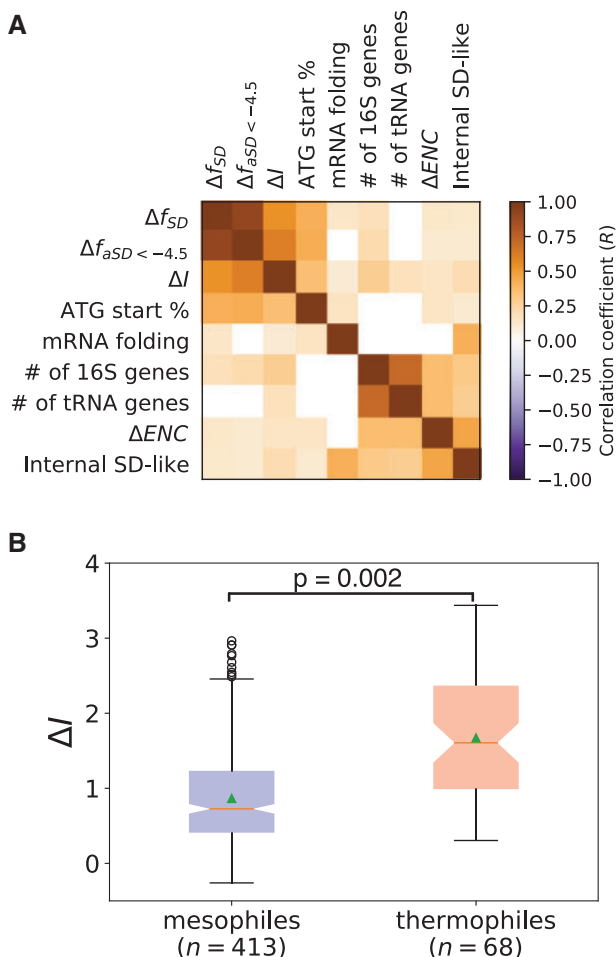 A
Δf_SD
Δf_aSD < −4.5
ΔI
ATG start %
mRNA folding
# of 16S genes
# of tRNA genes
ΔENC
Internal SD-like
Δf_SD
Δf_aSD < −4.5
ΔI
ATG start %
mRNA folding
# of 16S genes
# of tRNA genes
ΔENC
Internal SD-like
1.00
0.75
0.50
0.25
0.00
−0.25
−0.50
−0.75
−1.00
Correlation coefficient (R)
B
p = 0.002
4
3
2
1
0
ΔI
mesophiles
(n = 413)
thermophiles
(n = 68)